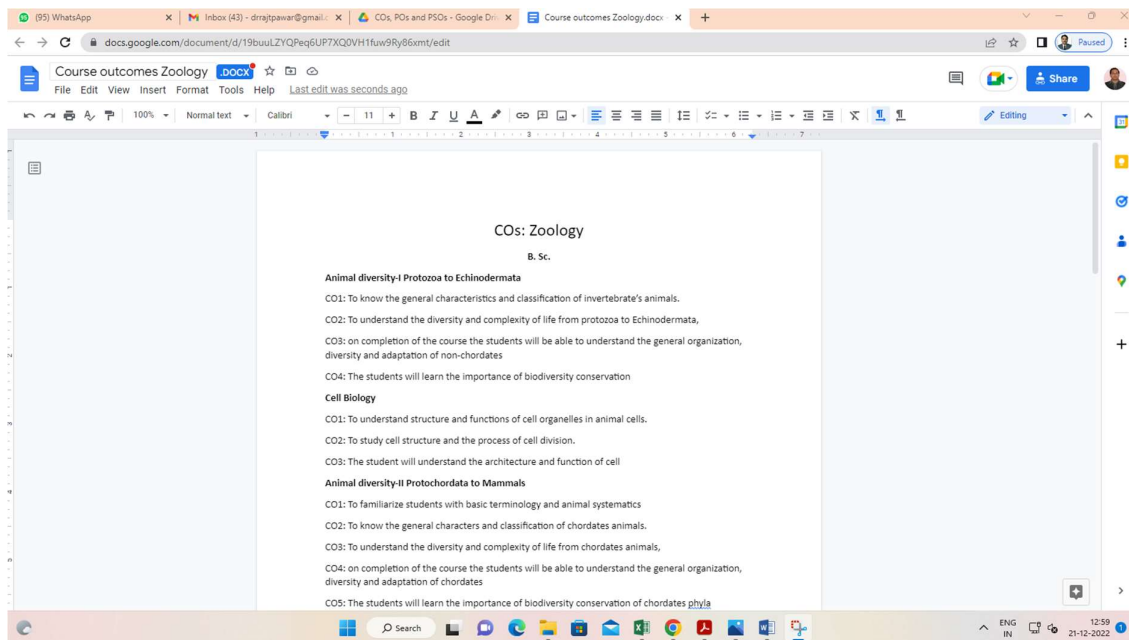 (95) WhatsApp
Inbox (43) - drrajtpawar@gmail.c
COs, POs and PSOs - Google Dri
Course outcomes Zoology.docx -
docs.google.com/document/d/19buuLZYQPeq6UP7XQ0VH1fuw9Ry86xmt/edit
Paused
Course outcomes Zoology .DOCX
File Edit View Insert Format Tools Help Last edit was seconds ago
Share
100% Normal text Calibri 11 B I U A Editing
1 1 2 3 4 5 6 7
COs: Zoology
B. Sc.
Animal diversity-I Protozoa to Echinodermata
CO1: To know the general characteristics and classification of invertebrate's animals.
CO2: To understand the diversity and complexity of life from protozoa to Echinodermata,
CO3: on completion of the course the students will be able to understand the general organization,
diversity and adaptation of non-chordates
CO4: The students will learn the importance of biodiversity conservation
Cell Biology
CO1: To understand structure and functions of cell organelles in animal cells.
CO2: To study cell structure and the process of cell division.
CO3: The student will understand the architecture and function of cell
Animal diversity-II Protochordata to Mammals
CO1: To familiarize students with basic terminology and animal systematics
CO2: To know the general characters and classification of chordates animals.
CO3: To understand the diversity and complexity of life from chordates animals,
CO4: on completion of the course the students will be able to understand the general organization,
diversity and adaptation of chordates
CO5: The students will learn the importance of biodiversity conservation of chordates phyla
Search
ENG
IN
12:59
21-12-2022
1